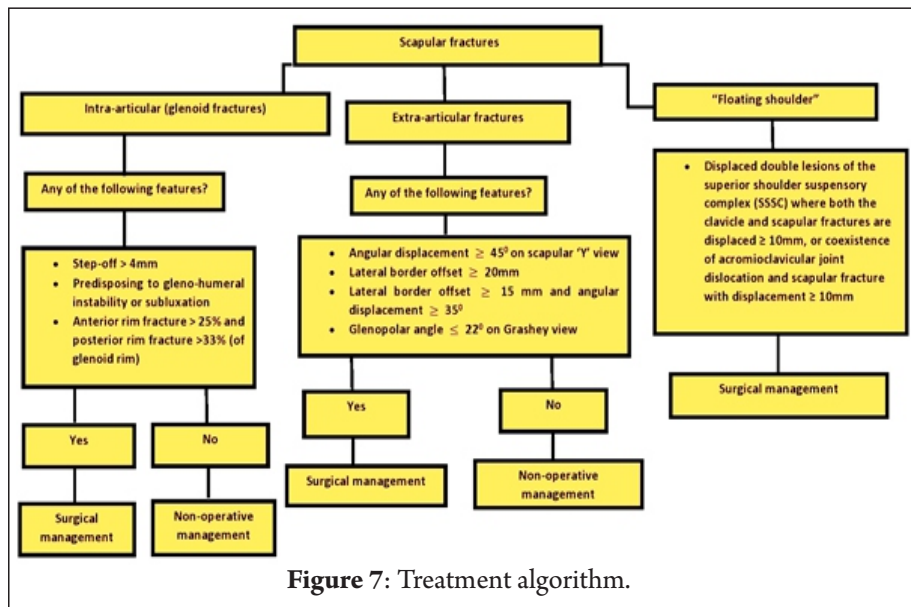 Scapular fractures
Intra-articular (glenoid fractures)
Any of the following features?
• Step-off > 4mm
• Predisposing to gleno-humeral
instability or subluxation
• Anterior rim fracture > 25% and
posterior rim fracture >33% (of
glenoid rim)
Yes
No
Surgical
management
Non-operative
management
Extra-articular fractures
Any of the following features?
• Angular displacement ≥ 45⁰ on scapular ‘Y’ view
• Lateral border offset ≥ 20mm
• Lateral border offset ≥ 15 mm and angular
displacement ≥ 35⁰
• Glenopolar angle ≤ 22⁰ on Grashey view
Yes
No
Surgical management
Non-operative
management
“Floating shoulder”
• Displaced double lesions of the
superior shoulder suspensory
complex (SSSC) where both the
clavicle and scapular fractures are
displaced ≥ 10mm, or coexistence
of acromioclavicular joint
dislocation and scapular fracture
with displacement ≥ 10mm
Surgical management
Figure 7: Treatment algorithm.